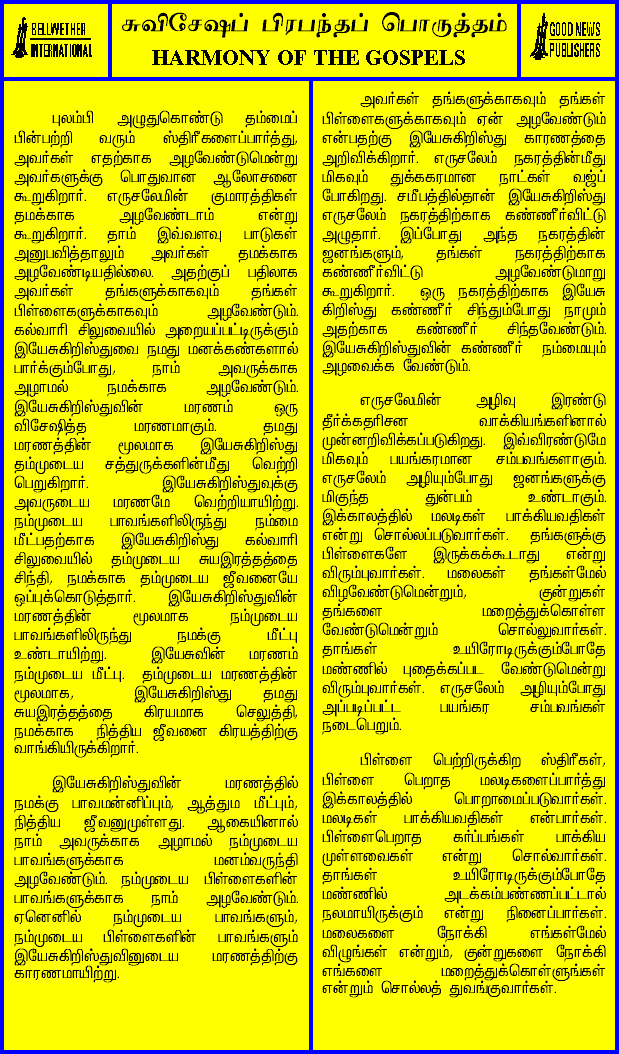 BELLWETHER
INTERNATIONAL
சுவிசேஷப் பிரபந்தப் பொருத்தம்
HARMONY OF THE GOSPELS
GOOD NEWS
PUBLISHERS
புலம்பி அழுதுகொண்டு தம்மைப்
பின்பற்றி வரும் ஸ்திரீகளைப்பார்த்து,
அவர்கள் எதற்காக அழவேண்டுமென்று
அவர்களுக்கு பொதுவான ஆலோசனை
கூறுகிறார். எருசலேமின் குமாரத்திகள்
தமக்காக அழவேண்டாம் என்று
கூறுகிறார். தாம் இவ்வளவு பாடுகள்
அனுபவித்தாலும் அவர்கள் தமக்காக
அழவேண்டியதில்லை. அதற்குப் பதிலாக
அவர்கள் தங்களுக்காகவும் தங்கள்
பிள்ளைகளுக்காகவும் அழவேண்டும்.
கல்வாரி சிலுவையில் அறையப்பட்டிருக்கும்
இயேசுகிறிஸ்துவை நமது மனக்கண்களால்
பார்க்கும்போது, நாம் அவருக்காக
அழாமல் நமக்காக அழவேண்டும்.
இயேசுகிறிஸ்துவின் மரணம் ஒரு
விசேஷித்த மரணமாகும். தமது
மரணத்தின் மூலமாக இயேசுகிறிஸ்து
தம்முடைய சத்துருக்களின்மீது வெற்றி
பெறுகிறார். இயேசுகிறிஸ்துவுக்கு
அவருடைய மரணமே வெற்றியாயிற்று.
நம்முடைய பாவங்களிலிருந்து நம்மை
மீட்பதற்காக இயேசுகிறிஸ்து கல்வாரி
சிலுவையில் தம்முடைய சுயஇரத்தத்தை
சிந்தி, நமக்காக தம்முடைய ஜீவனையே
ஒப்புக்கொடுத்தார். இயேசுகிறிஸ்துவின்
மரணத்தின் மூலமாக நம்முடைய
பாவங்களிலிருந்து நமக்கு மீட்பு
உண்டாயிற்று. இயேசுவின் மரணம்
நம்முடைய மீட்பு. தம்முடைய மரணத்தின்
மூலமாக, இயேசுகிறிஸ்து தமது
சுயஇரத்தத்தை கிரயமாக செலுத்தி,
நமக்காக நித்திய ஜீவனை கிரயத்திற்கு
வாங்கியிருக்கிறார்.
இயேசுகிறிஸ்துவின் மரணத்தில்
நமக்கு பாவமன்னிப்பும், ஆத்தும மீட்பும்,
நித்திய ஜீவனுமுள்ளது. ஆகையினால்
நாம் அவருக்காக அழாமல் நம்முடைய
பாவங்களுக்காக மனம்வருந்தி
அழவேண்டும். நம்முடைய பிள்ளைகளின்
பாவங்களுக்காக நாம் அழவேண்டும்.
ஏனெனில் நம்முடைய பாவங்களும்,
நம்முடைய பிள்ளைகளின் பாவங்களும்
இயேசுகிறிஸ்துவினுடைய மரணத்திற்கு
காரணமாயிற்று.
அவர்கள் தங்களுக்காகவும் தங்கள்
பிள்ளைகளுக்காகவும் ஏன் அழவேண்டும்
என்பதற்கு இயேசுகிறிஸ்து காரணத்தை
அறிவிக்கிறார். எருசலேம் நகரத்தின்மீது
மிகவும் துக்ககரமான நாட்கள் வஜ்ப்
போகிறது. சமீபத்தில்தான் இயேசுகிறிஸ்து
எருசலேம் நகரத்திற்காக கண்ணீர்விட்டு
அழுதார். இப்போது அந்த நகரத்தின்
ஜனங்களும், தங்கள் நகரத்திற்காக
கண்ணீர்விட்டு அழவேண்டுமாறு
கூறுகிறார். ஒரு நகரத்திற்காக இயேசு
கிறிஸ்து கண்ணீர் சிந்தும்போது நாமும்
அதற்காக கண்ணீர் சிந்தவேண்டும்.
இயேசுகிறிஸ்துவின் கண்ணீர் நம்மையும்
அழவைக்க வேண்டும்.
எருசலேமின் அழிவு இரண்டு
தீர்க்கதரிசன வாக்கியங்களினால்
முன்னறிவிக்கப்படுகிறது. இவ்விரண்டுமே
மிகவும் பயங்கரமான சம்பவங்களாகும்.
எருசலேம் அழியும்போது ஜனங்களுக்கு
மிகுந்த துன்பம் உண்டாகும்.
இக்காலத்தில் மலடிகள் பாக்கியவதிகள்
என்று சொல்லப்படுவார்கள். தங்களுக்கு
பிள்ளைகளே இருக்கக்கூடாது என்று
விரும்புவார்கள். மலைகள் தங்கள்மேல்
விழவேண்டுமென்றும், குன்றுகள்
தங்களை மறைத்துக்கொள்ள
வேண்டுமென்றும் சொல்லுவார்கள்.
தாங்கள் உயிரோடிருக்கும்போதே
மண்ணில் புதைக்கப்பட வேண்டுமென்று
விரும்புவார்கள். எருசலேம் அழியும்போது
அப்படிப்பட்ட பயங்கர சம்பவங்கள்
நடைபெறும்.
பிள்ளை பெற்றிருக்கிற ஸ்திரீகள்,
பிள்ளை பெறாத மலடிகளைப்பார்த்து
இக்காலத்தில் பொறாமைப்படுவார்கள்.
மலடிகள் பாக்கியவதிகள் என்பார்கள்.
பிள்ளைபெறாத கர்ப்பங்கள் பாக்கிய
முள்ளவைகள் என்று சொல்வார்கள்.
தாங்கள் உயிரோடிருக்கும்போதே
மண்ணில் அடக்கம்பண்ணப்பட்டால்
நலமாயிருக்கும் என்று நினைப்பார்கள்.
மலைகளை நோக்கி எங்கள்மேல்
விழுங்கள் என்றும், குன்றுகளை நோக்கி
எங்களை மறைத்துக்கொள்ளுங்கள்
என்றும் சொல்லத் துவங்குவார்கள்.